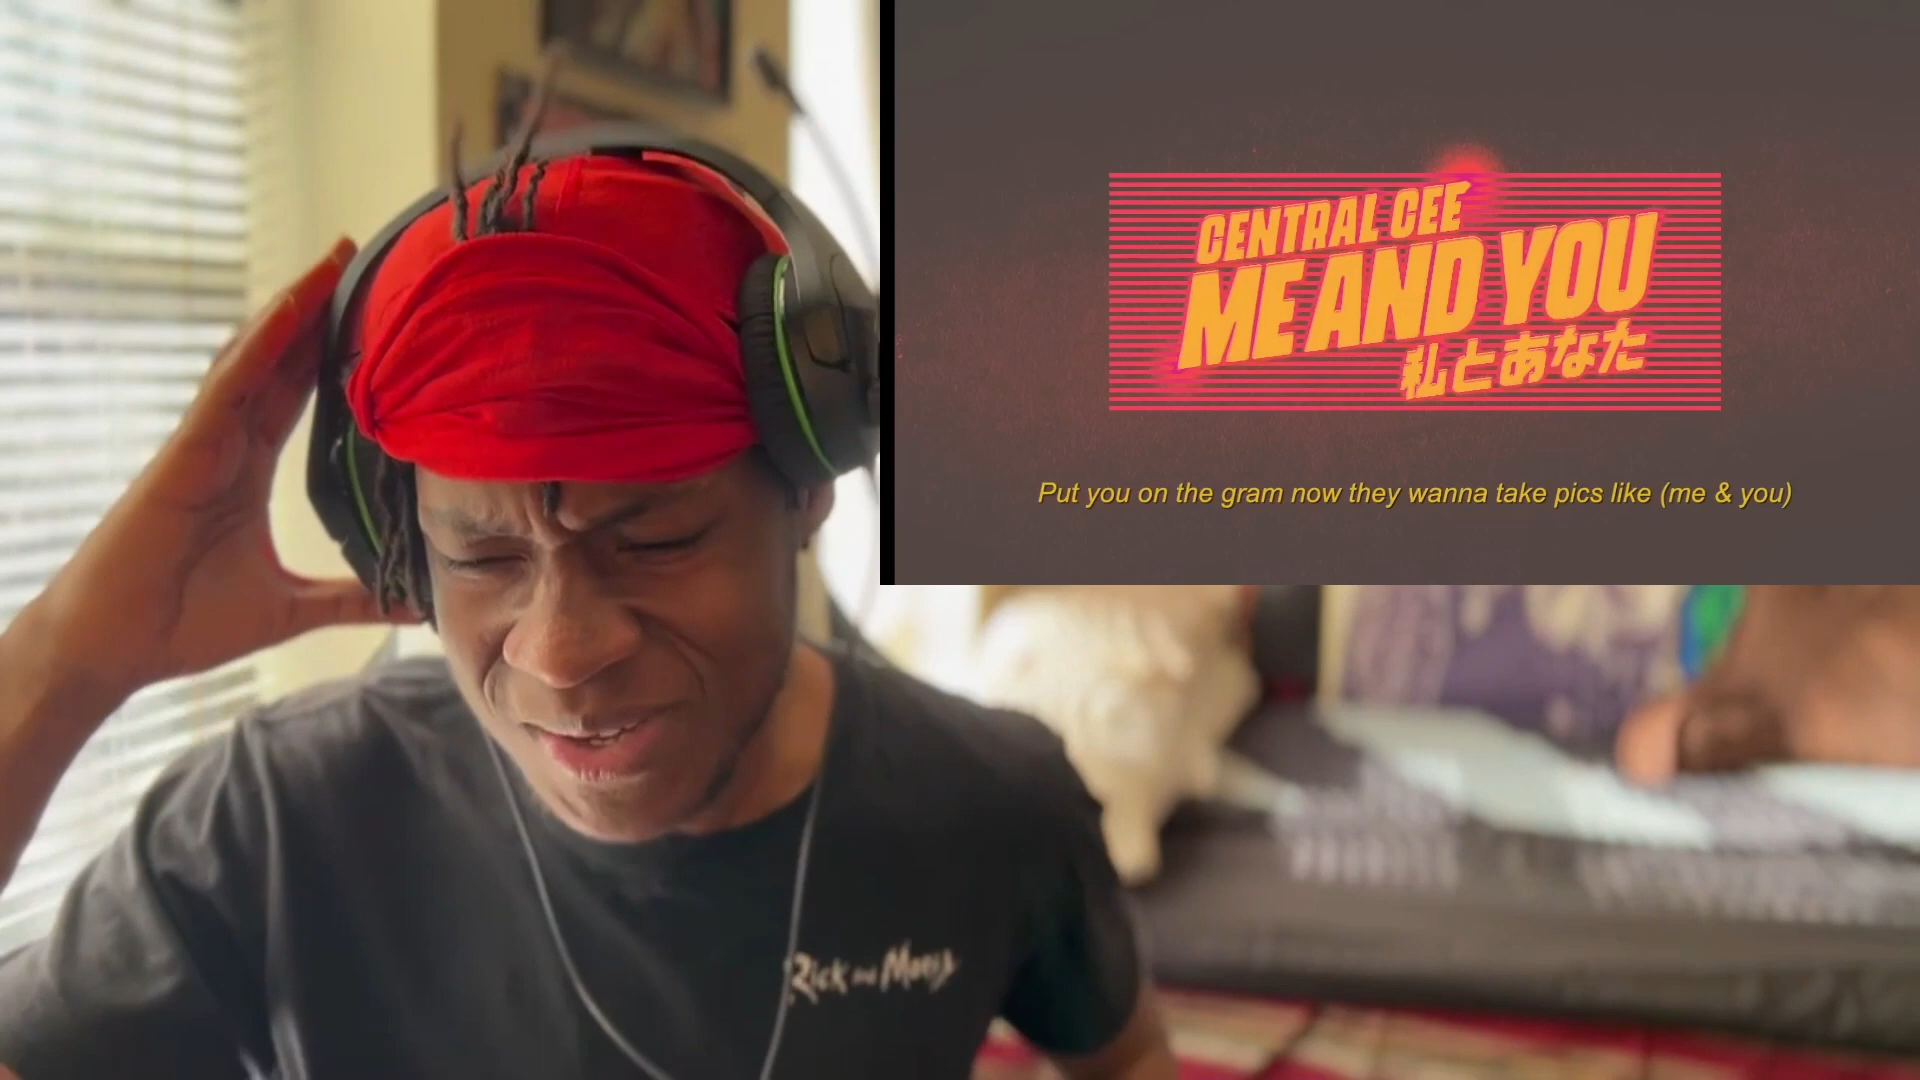 CENTRAL CEE
ME AND YOU
私とあなた
Put you on the gram now they wanna take pics like (me & you)
Rick and Morty